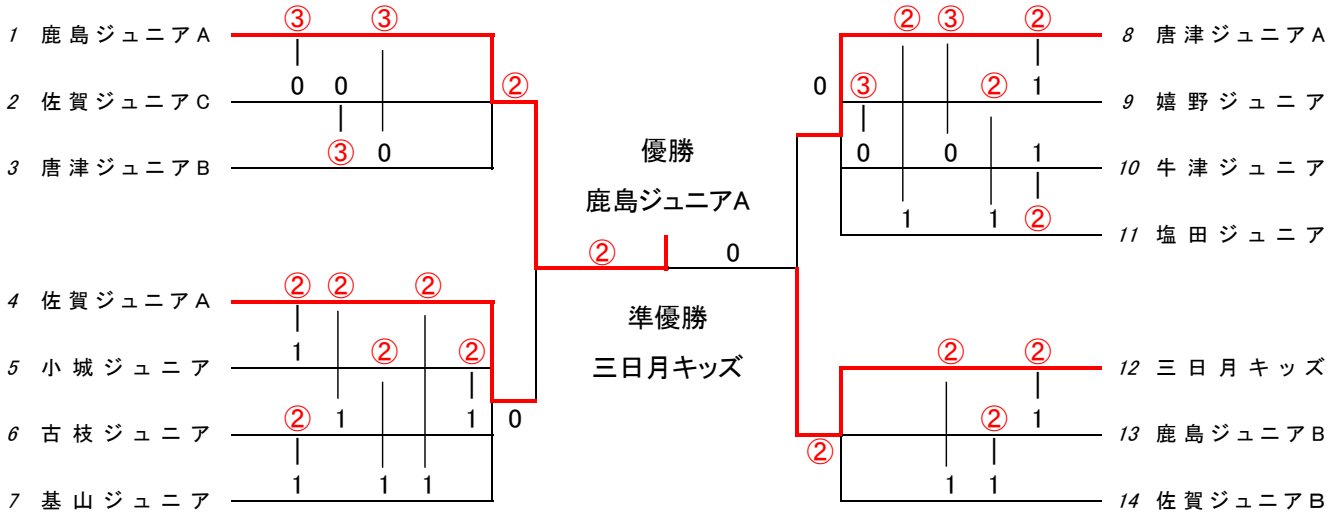 ③ ③
1 鹿島ジュニアA
0 0 ②
2 佐賀ジュニアC
③ 0
3 唐津ジュニアB
② ② ②
4 佐賀ジュニアA
1 ② ②
5 小城ジュニア
② 1 1 0
6 古枝ジュニア
1 1 1
7 基山ジュニア
優勝
鹿島ジュニアA
② 0
準優勝
三日月キッズ
② ③ ②
8 唐津ジュニアA
0 ③ ② 1
9 嬉野ジュニア
0 0 1
10 牛津ジュニア
1 1 ②
11 塩田ジュニア
② ②
12 三日月キッズ
② ② 1
13 鹿島ジュニアB
1 1
14 佐賀ジュニアB